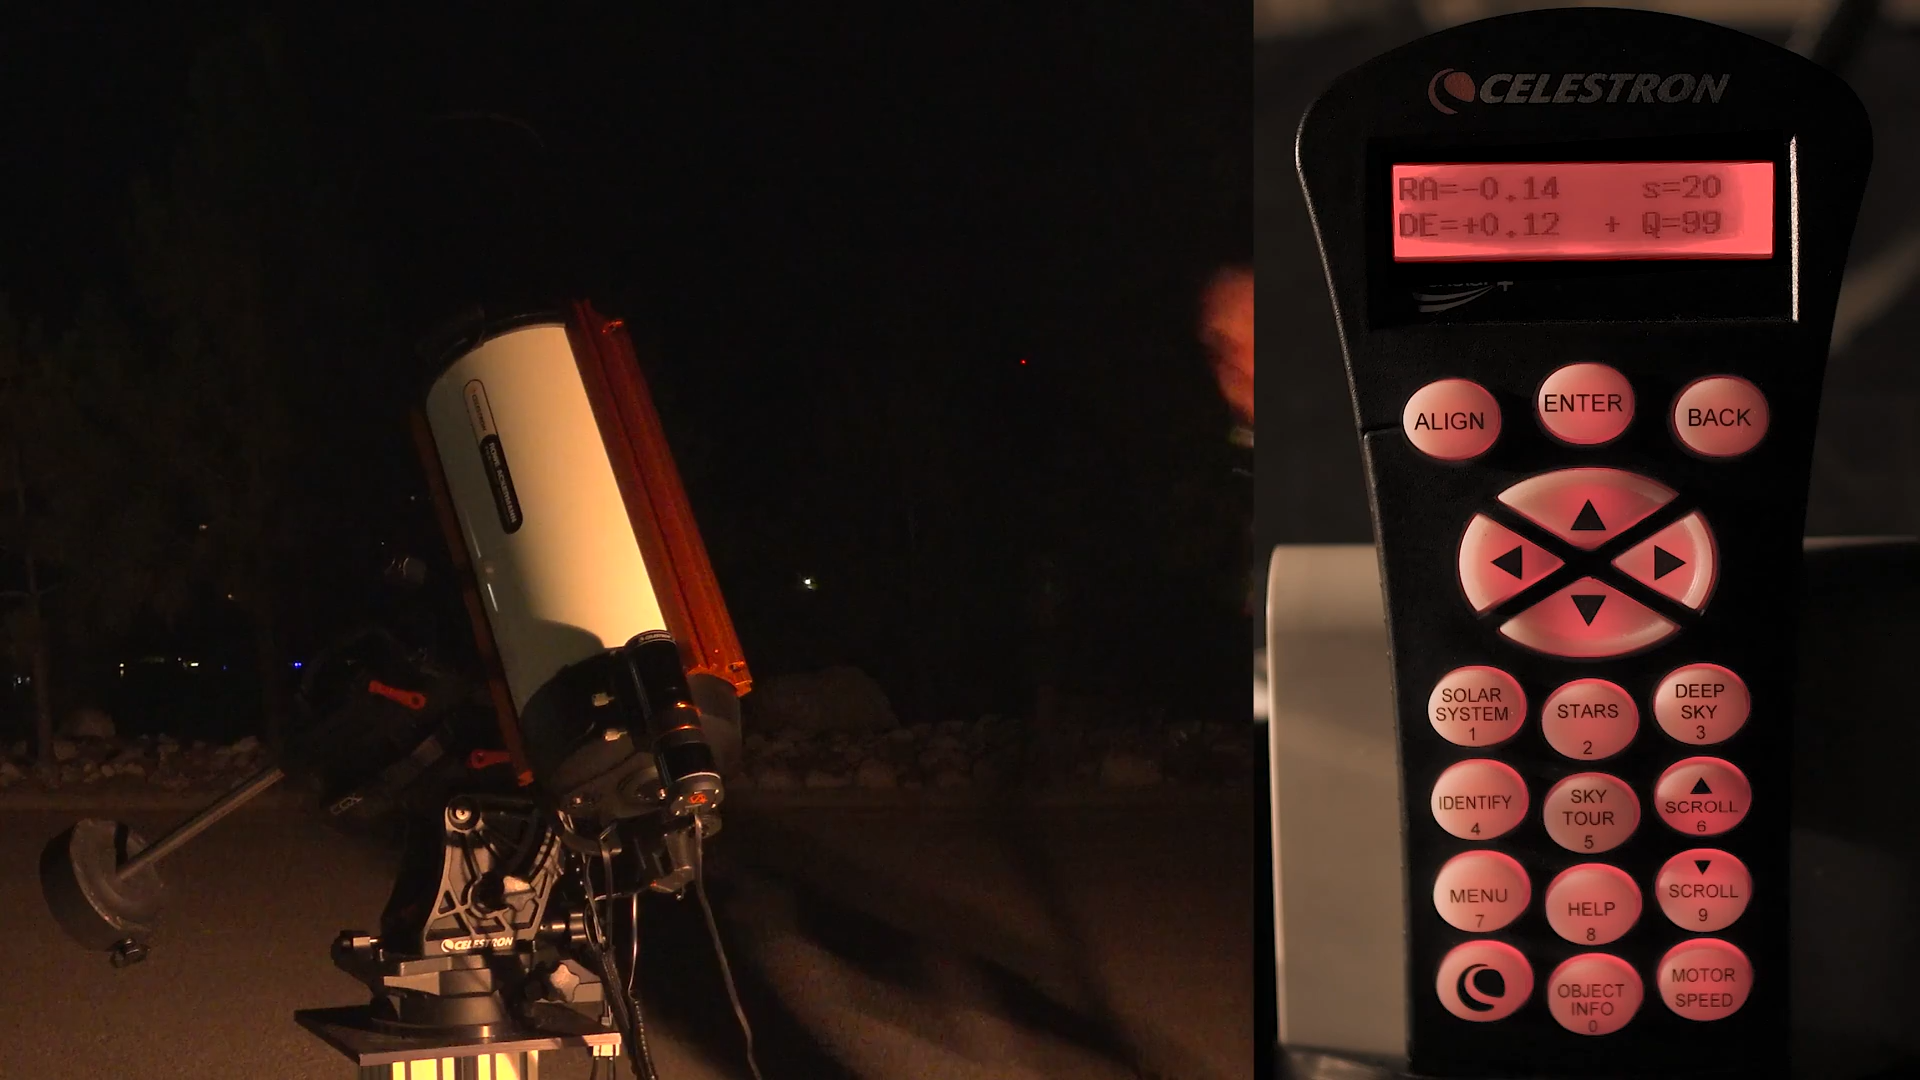 CELESTRON
CGX
CELESTRON
RA=-0.14 s=20
DE=+0.12 + Q=99
ALIGN
ENTER
BACK
SOLAR
SYSTEM
1
STARS
2
DEEP
SKY
3
IDENTIFY
4
SKY
TOUR
5
SCROLL
6
MENU
7
HELP
8
SCROLL
9
OBJECT
INFO
0
MOTOR
SPEED